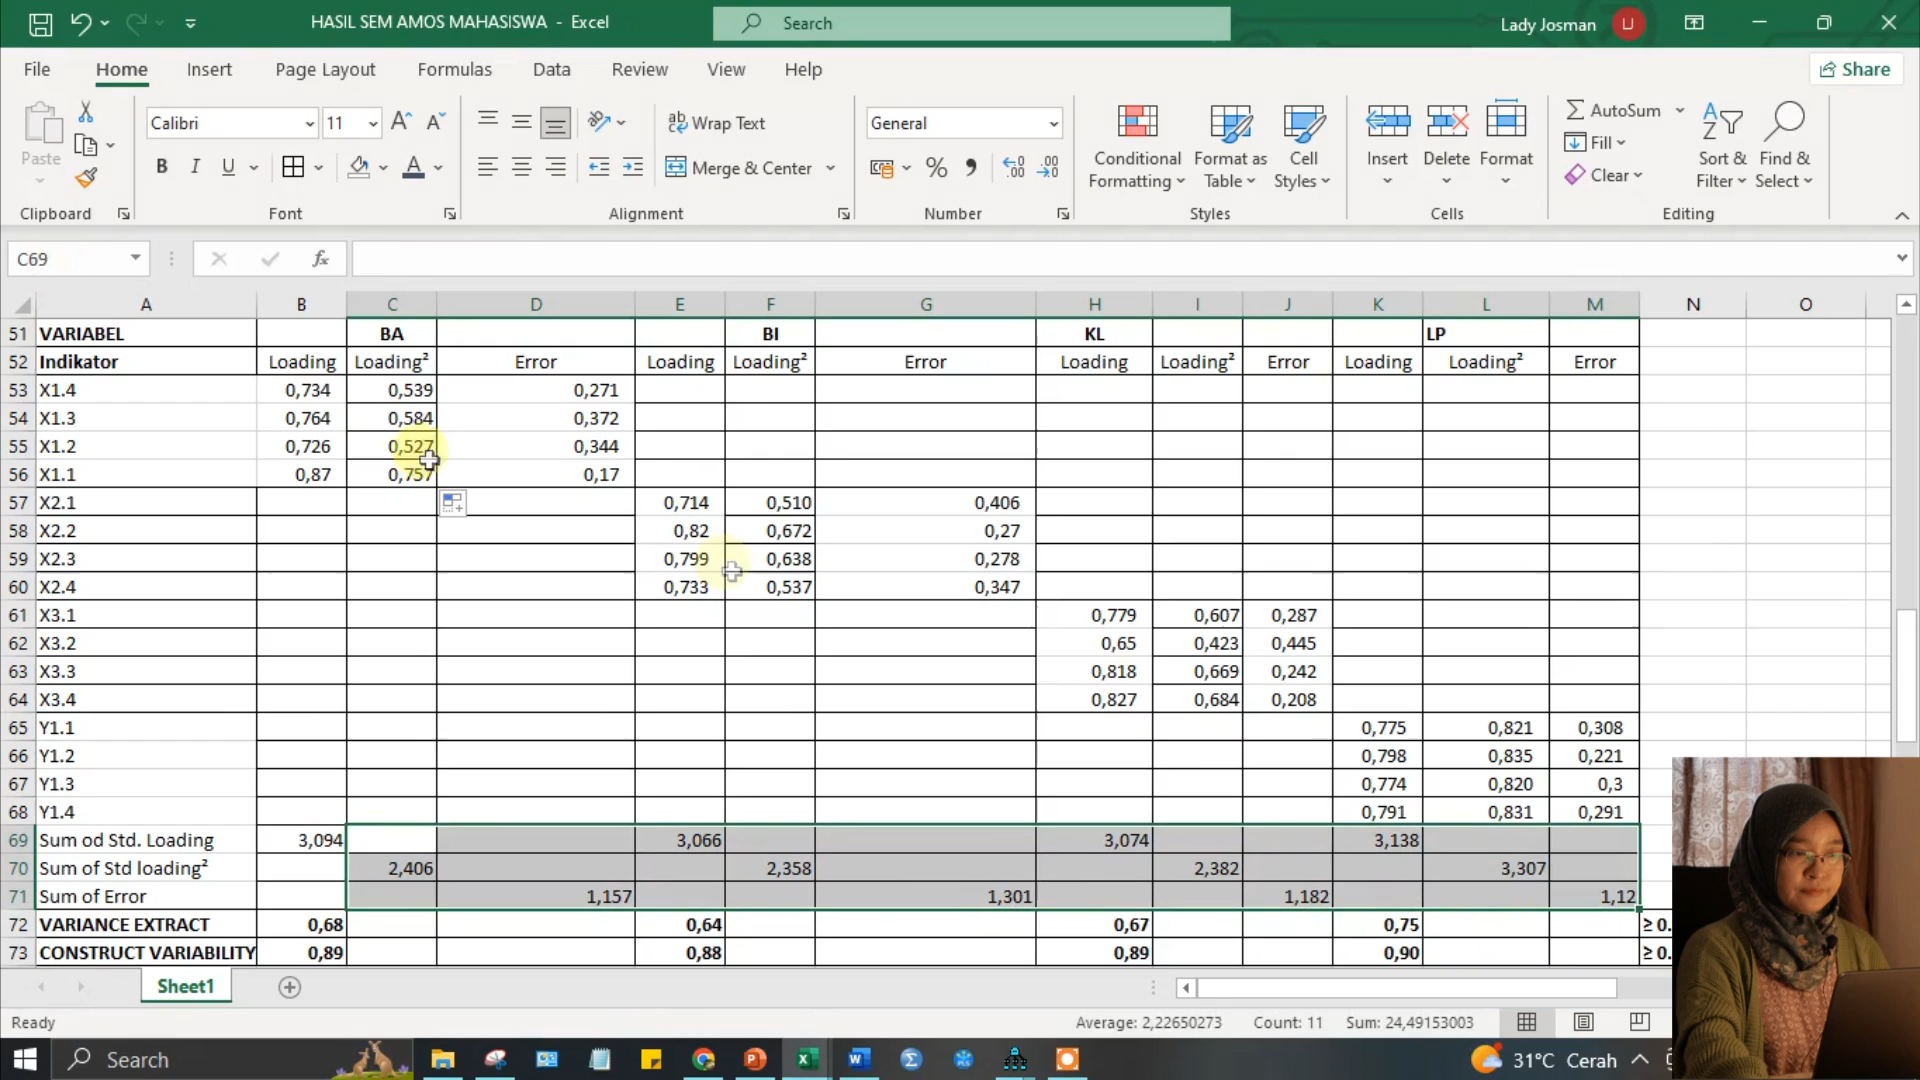 HASIL SEM AMOS MAHASISWA - Excel
Search
Lady Josman
LJ
File Home Insert Page Layout Formulas Data Review View Help
Share
Paste
Clipboard
Calibri 11
B I U
Font
ab Wrap Text
Merge & Center
Alignment
General
Number
Conditional Formatting
Format as Table
Cell Styles
Styles
Insert Delete Format
Cells
AutoSum
Fill
Clear
Sort & Filter
Find & Select
Editing
C69 fx
A B C D E F G H I J K L M N O
51 VARIABEL BA BI KL LP
52 Indikator Loading Loading² Error Loading Loading² Error Loading Loading² Error Loading Loading² Error
53 X1.4 0,734 0,539 0,271
54 X1.3 0,764 0,584 0,372
55 X1.2 0,726 0,527 0,344
56 X1.1 0,87 0,757 0,17
57 X2.1 0,714 0,510 0,406
58 X2.2 0,82 0,672 0,27
59 X2.3 0,799 0,638 0,278
60 X2.4 0,733 0,537 0,347
61 X3.1 0,779 0,607 0,287
62 X3.2 0,65 0,423 0,445
63 X3.3 0,818 0,669 0,242
64 X3.4 0,827 0,684 0,208
65 Y1.1 0,775 0,821 0,308
66 Y1.2 0,798 0,835 0,221
67 Y1.3 0,774 0,820 0,3
68 Y1.4 0,791 0,831 0,291
69 Sum od Std. Loading 3,094 3,066 3,074 3,138
70 Sum of Std loading² 2,406 2,358 2,382 3,307
71 Sum of Error 1,157 1,301 1,182 1,12
72 VARIANCE EXTRACT 0,68 0,64 0,67 0,75 ≥ 0.
73 CONSTRUCT VARIABILITY 0,89 0,88 0,89 0,90 ≥ 0.
Sheet1
Ready
Average: 2,22650273 Count: 11 Sum: 24,49153003
Search
31°C Cerah